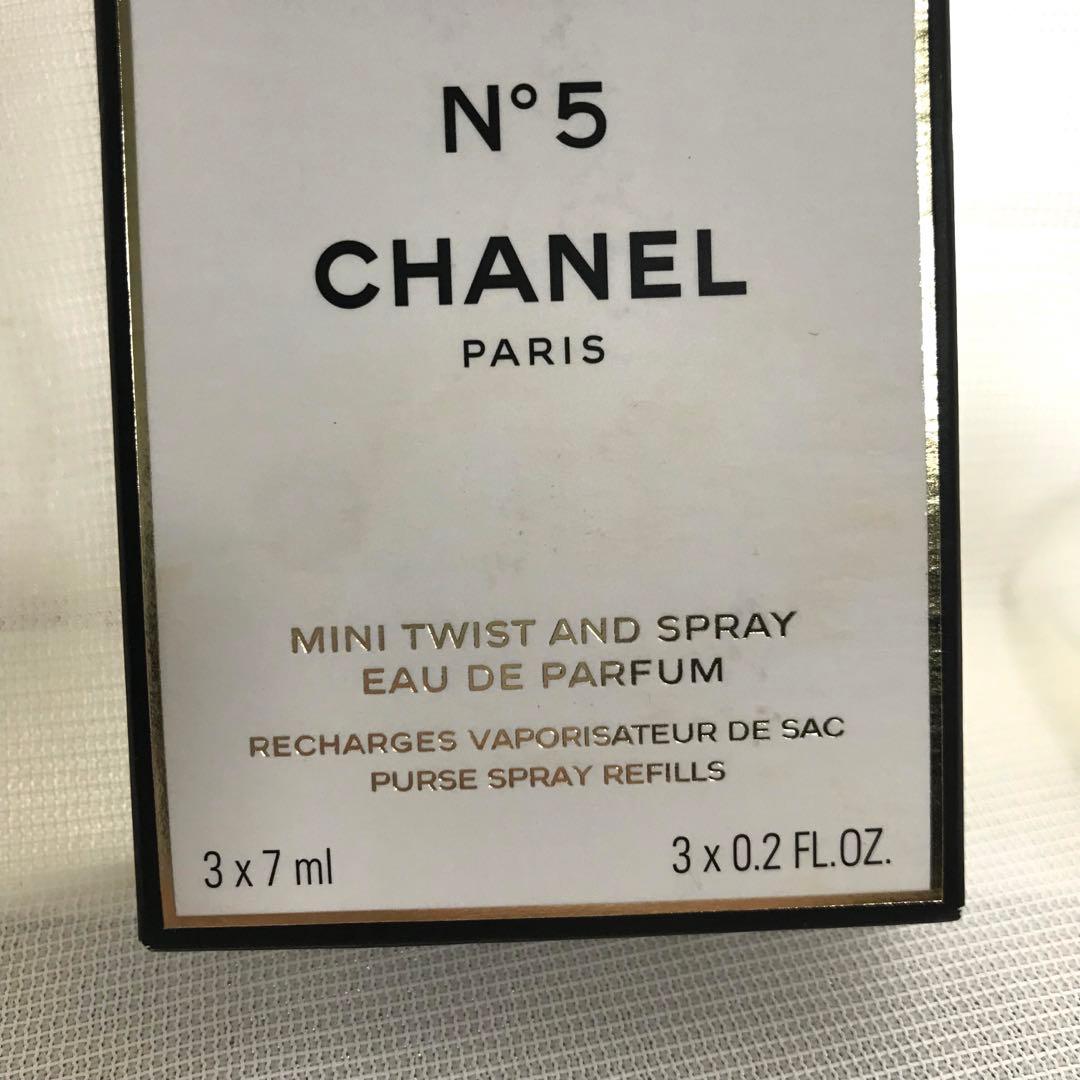 N°5
CHANEL
PARIS
MINI TWIST AND SPRAY
EAU DE PARFUM
RECHARGES VAPORISATEUR DE SAC
PURSE SPRAY REFILLS
3 x 7 ml 3 x 0.2 FL.OZ.